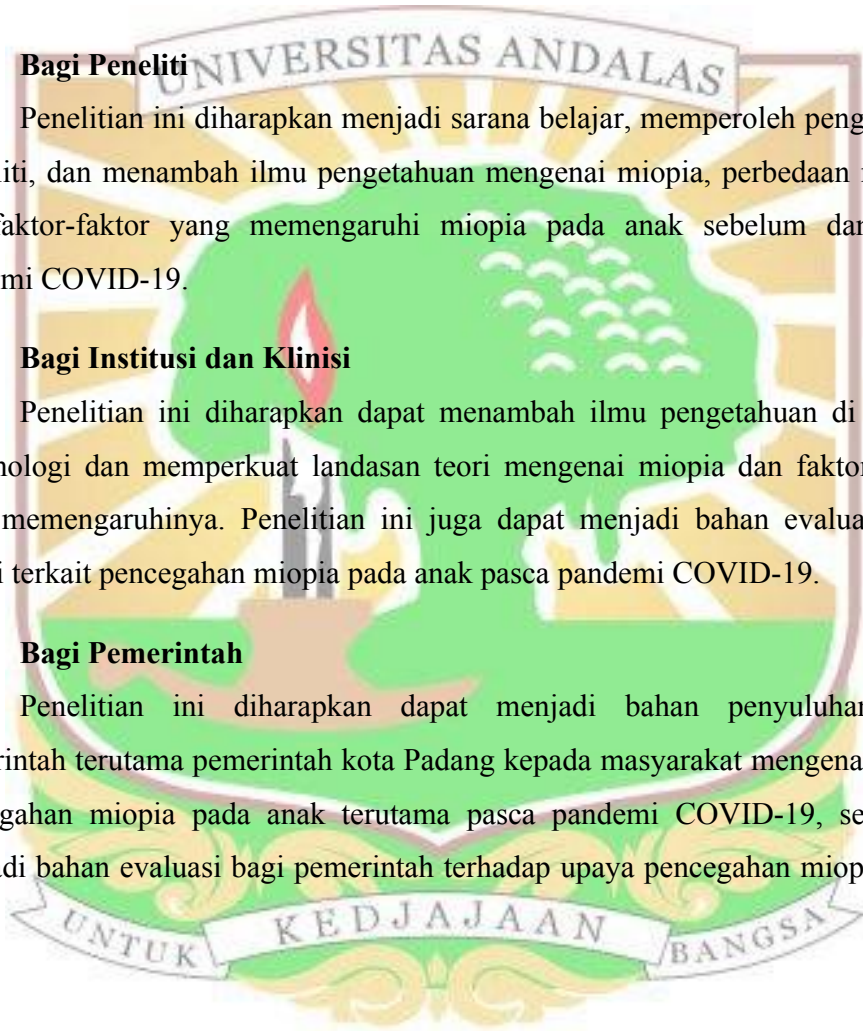 UNIVERSITAS ANDALAS
Bagi Peneliti
Penelitian ini diharapkan menjadi sarana belajar, memperoleh peng
liti, dan menambah ilmu pengetahuan mengenai miopia, perbedaan
faktor-faktor yang memengaruhi miopia pada anak sebelum dan
mi COVID-19.
Bagi Institusi dan Klinisi
Penelitian ini diharapkan dapat menambah ilmu pengetahuan di
nologi dan memperkuat landasan teori mengenai miopia dan faktor
memengaruhinya. Penelitian ini juga dapat menjadi bahan evalua
i terkait pencegahan miopia pada anak pasca pandemi COVID-19.
Bagi Pemerintah
Penelitian ini diharapkan dapat menjadi bahan penyuluhan
rintah terutama pemerintah kota Padang kepada masyarakat mengena
gahan miopia pada anak terutama pasca pandemi COVID-19, se
adi bahan evaluasi bagi pemerintah terhadap upaya pencegahan miop
UNTUK KEDJAJAAN BANGSA